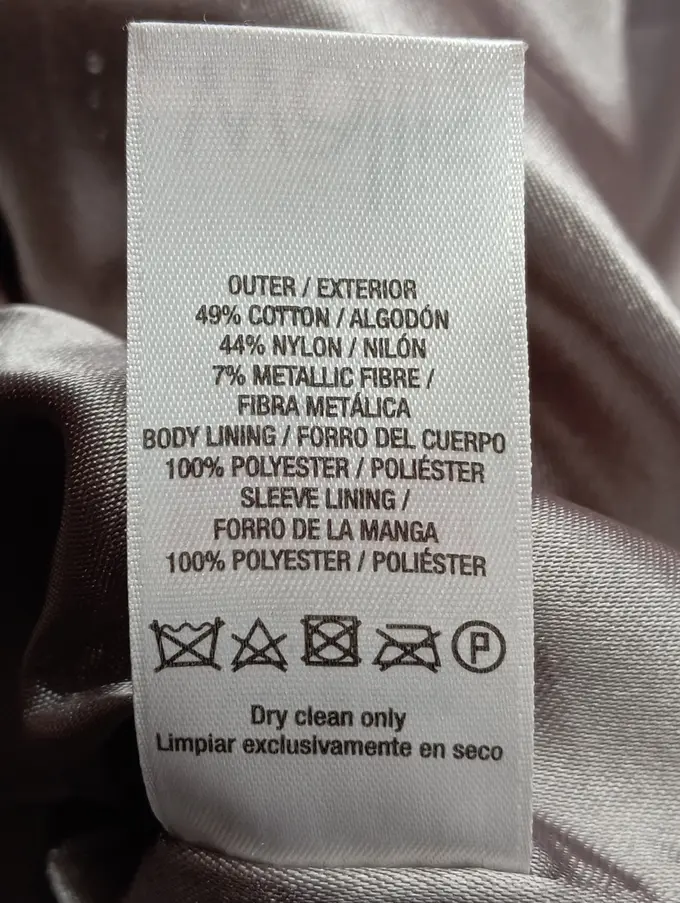 OUTER / EXTERIOR
49% COTTON / ALGODÓN
44% NYLON / NILÓN
7% METALLIC FIBRE /
FIBRA METÁLICA
BODY LINING / FORRO DEL CUERPO
100% POLYESTER / POLIÉSTER
SLEEVE LINING /
FORRO DE LA MANGA
100% POLYESTER / POLIÉSTER
P
Dry clean only
Limpiar exclusivamente en seco